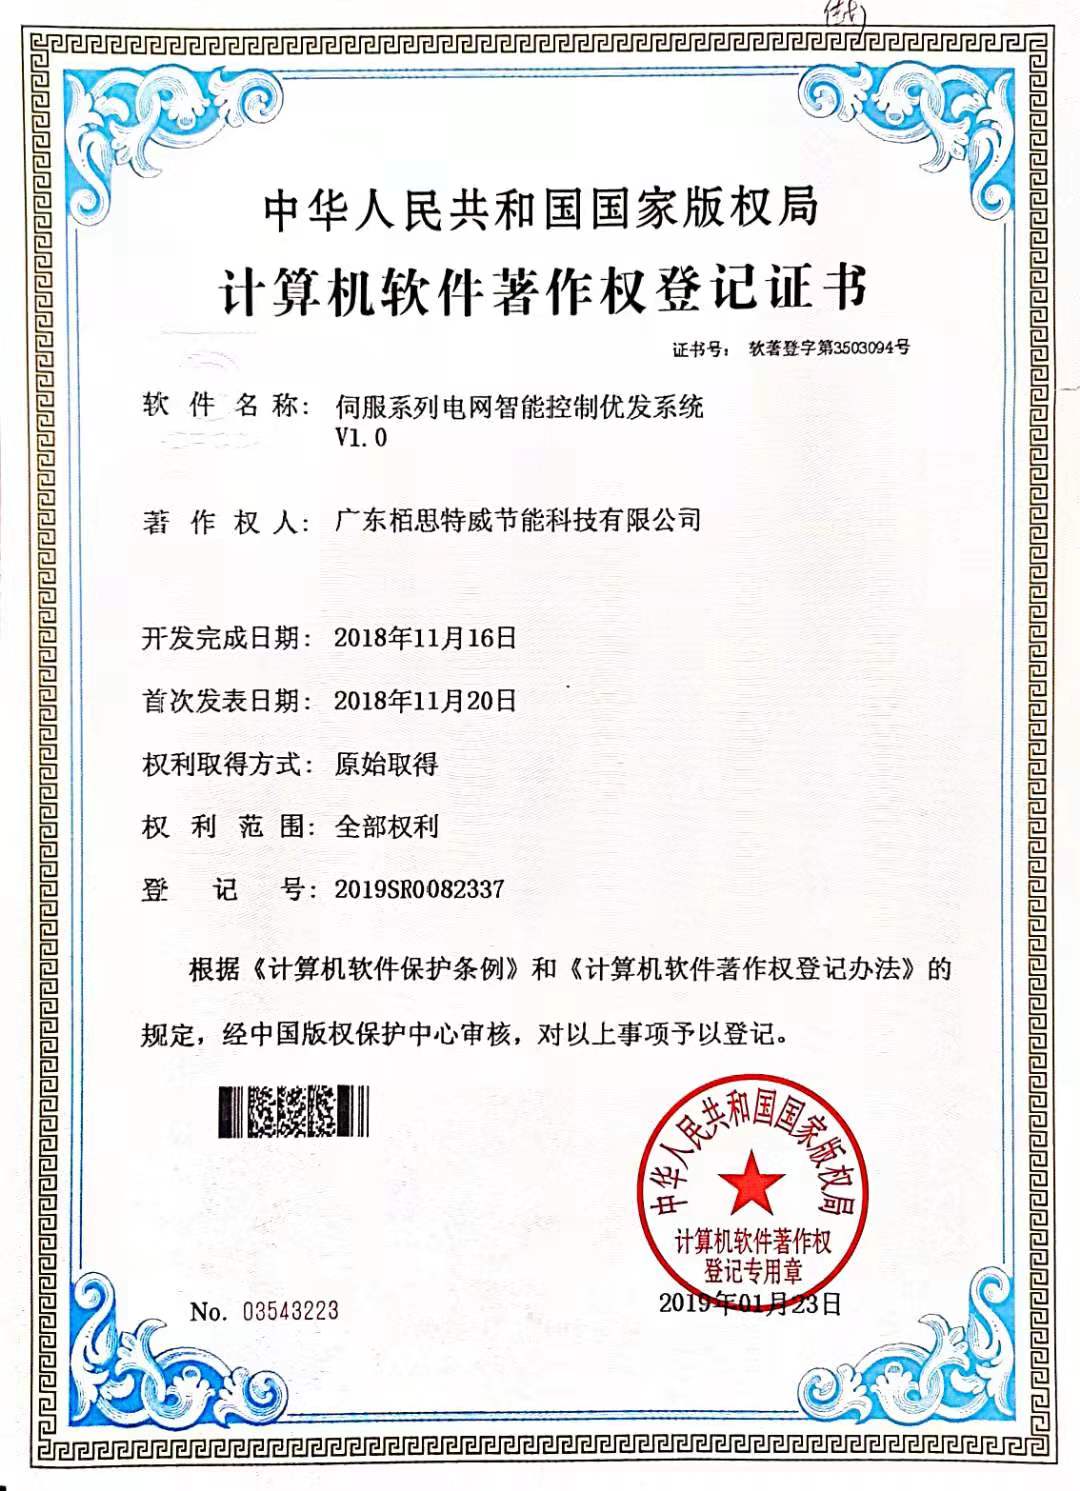 中华人民共和国国家版权局
计算机软件著作权登记证书
证书号： 软著登字第3503094号
软件名称： 伺服系列电网智能控制优发系统
V1.0
著作权人： 广东栢思特威节能科技有限公司
开发完成日期： 2018年11月16日
首次发表日期： 2018年11月20日
权利取得方式： 原始取得
权利范围： 全部权利
登记号： 2019SR0082337
根据《计算机软件保护条例》和《计算机软件著作权登记办法》的
规定，经中国版权保护中心审核，对以上事项予以登记。
中华人民共和国国家版权局
计算机软件著作权
登记专用章
2019年01月23日
No. 03543223